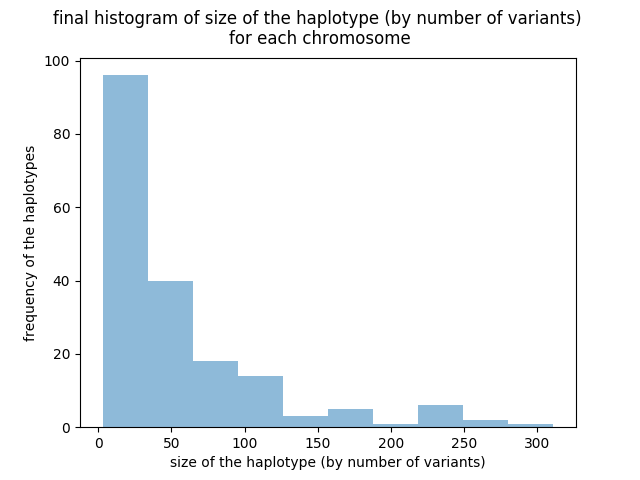 final histogram of size of the haplotype (by number of variants)
for each chromosome
100
80
60
40
20
0
frequency of the haplotypes
0 50 100 150 200 250 300
size of the haplotype (by number of variants)